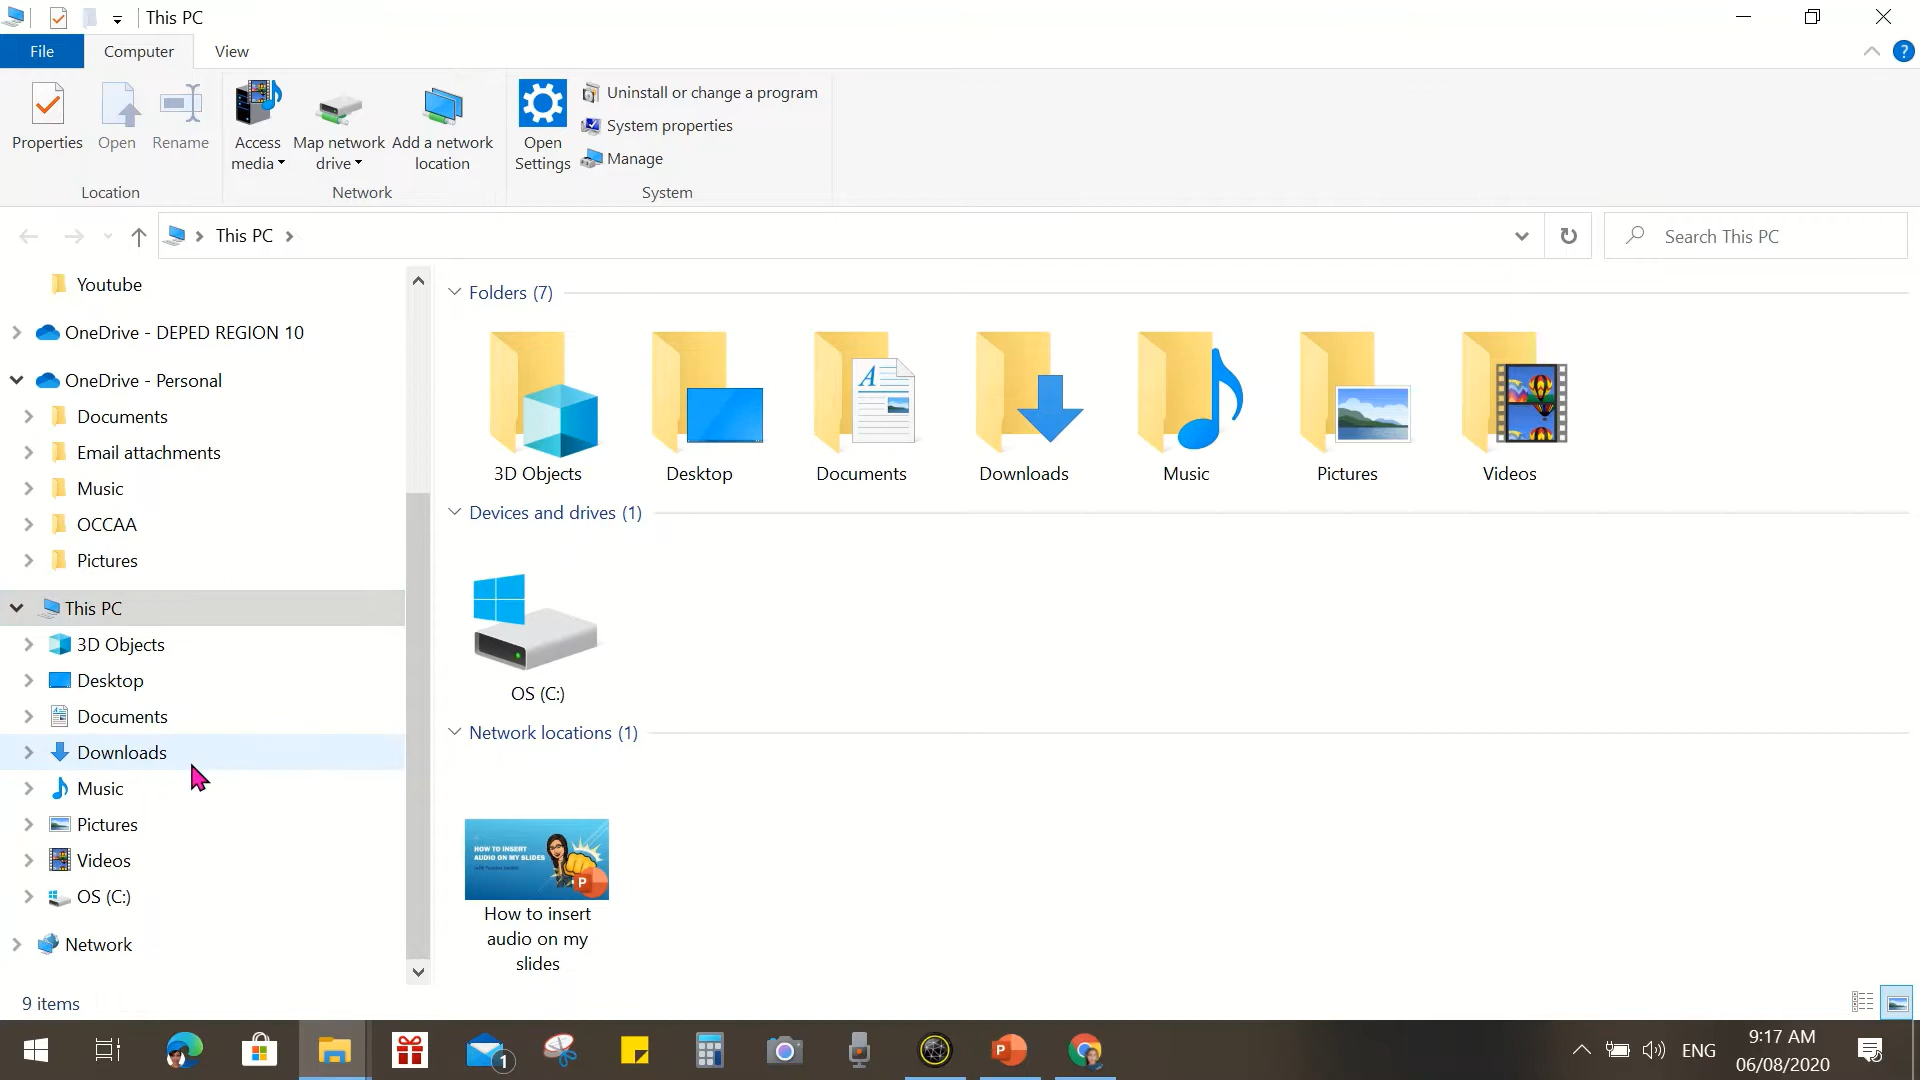 This PC
File Computer View
Properties Open Rename Access media Map network drive Add a network location Open Settings
Uninstall or change a program
System properties
Manage
Location Network System
This PC
Search This PC
Youtube
OneDrive - DEPED REGION 10
OneDrive - Personal
Documents
Email attachments
Music
OCCAA
Pictures
This PC
3D Objects
Desktop
Documents
Downloads
Music
Pictures
Videos
OS (C:)
Network
Folders (7)
3D Objects Desktop Documents Downloads Music Pictures Videos
Devices and drives (1)
OS (C:)
Network locations (1)
HOW TO INSERT
AUDIO ON MY SLIDES
P
How to insert
audio on my
slides
9 items
1
P
ENG
9:17 AM
06/08/2020